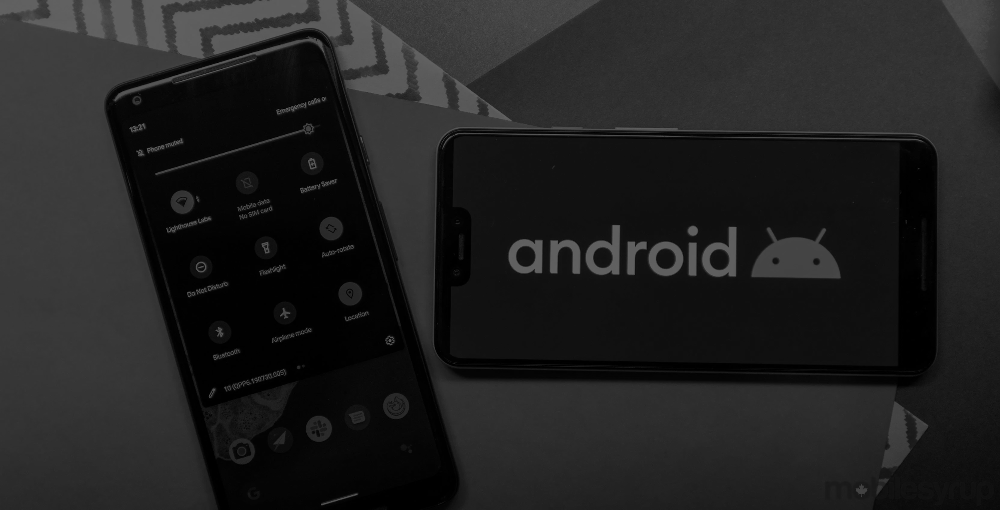 Emergency calls o
13:21
Phone muted
Lighthouse Labs
Mobile data
No SIM card
Battery Saver
Do Not Disturb
Flashlight
Auto-rotate
Bluetooth
Airplane mode
Location
10 (QPP6.190730.005)
G
android
mobilesyrup